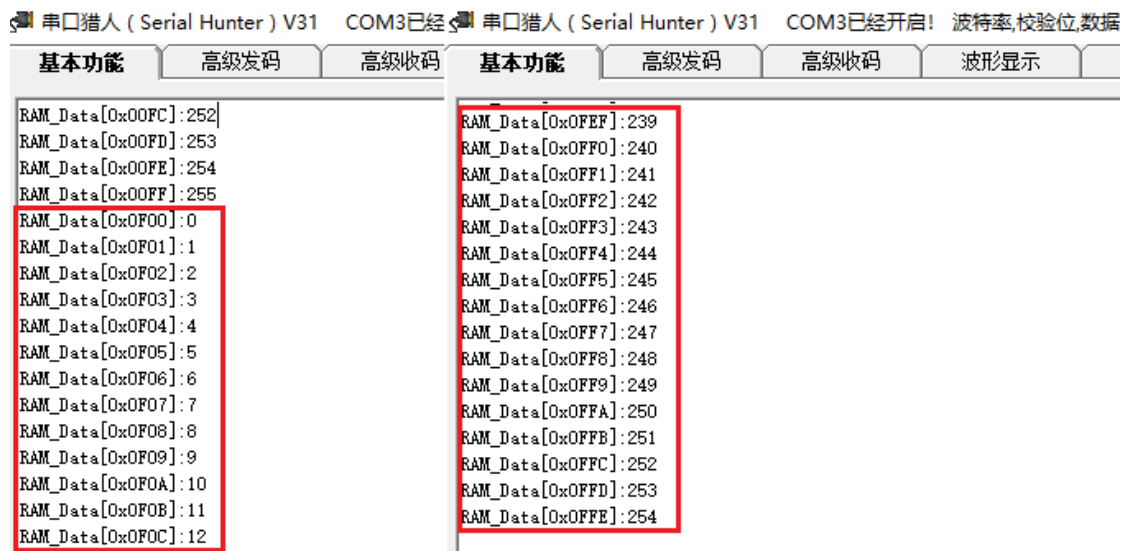 串口猎人 ( Serial Hunter ) V31 COM3已经
基本功能 高级发码 高级收码
RAM_Data[0x00FC]:252
RAM_Data[0x00FD]:253
RAM_Data[0x00FE]:254
RAM_Data[0x00FF]:255
RAM_Data[0x0F00]:0
RAM_Data[0x0F01]:1
RAM_Data[0x0F02]:2
RAM_Data[0x0F03]:3
RAM_Data[0x0F04]:4
RAM_Data[0x0F05]:5
RAM_Data[0x0F06]:6
RAM_Data[0x0F07]:7
RAM_Data[0x0F08]:8
RAM_Data[0x0F09]:9
RAM_Data[0x0F0A]:10
RAM_Data[0x0F0B]:11
RAM_Data[0x0F0C]:12
串口猎人 ( Serial Hunter ) V31 COM3已经开启! 波特率,校验位,数据
基本功能 高级发码 高级收码 波形显示
RAM_Data[0x0FEF]:239
RAM_Data[0x0FF0]:240
RAM_Data[0x0FF1]:241
RAM_Data[0x0FF2]:242
RAM_Data[0x0FF3]:243
RAM_Data[0x0FF4]:244
RAM_Data[0x0FF5]:245
RAM_Data[0x0FF6]:246
RAM_Data[0x0FF7]:247
RAM_Data[0x0FF8]:248
RAM_Data[0x0FF9]:249
RAM_Data[0x0FFA]:250
RAM_Data[0x0FFB]:251
RAM_Data[0x0FFC]:252
RAM_Data[0x0FFD]:253
RAM_Data[0x0FFE]:254